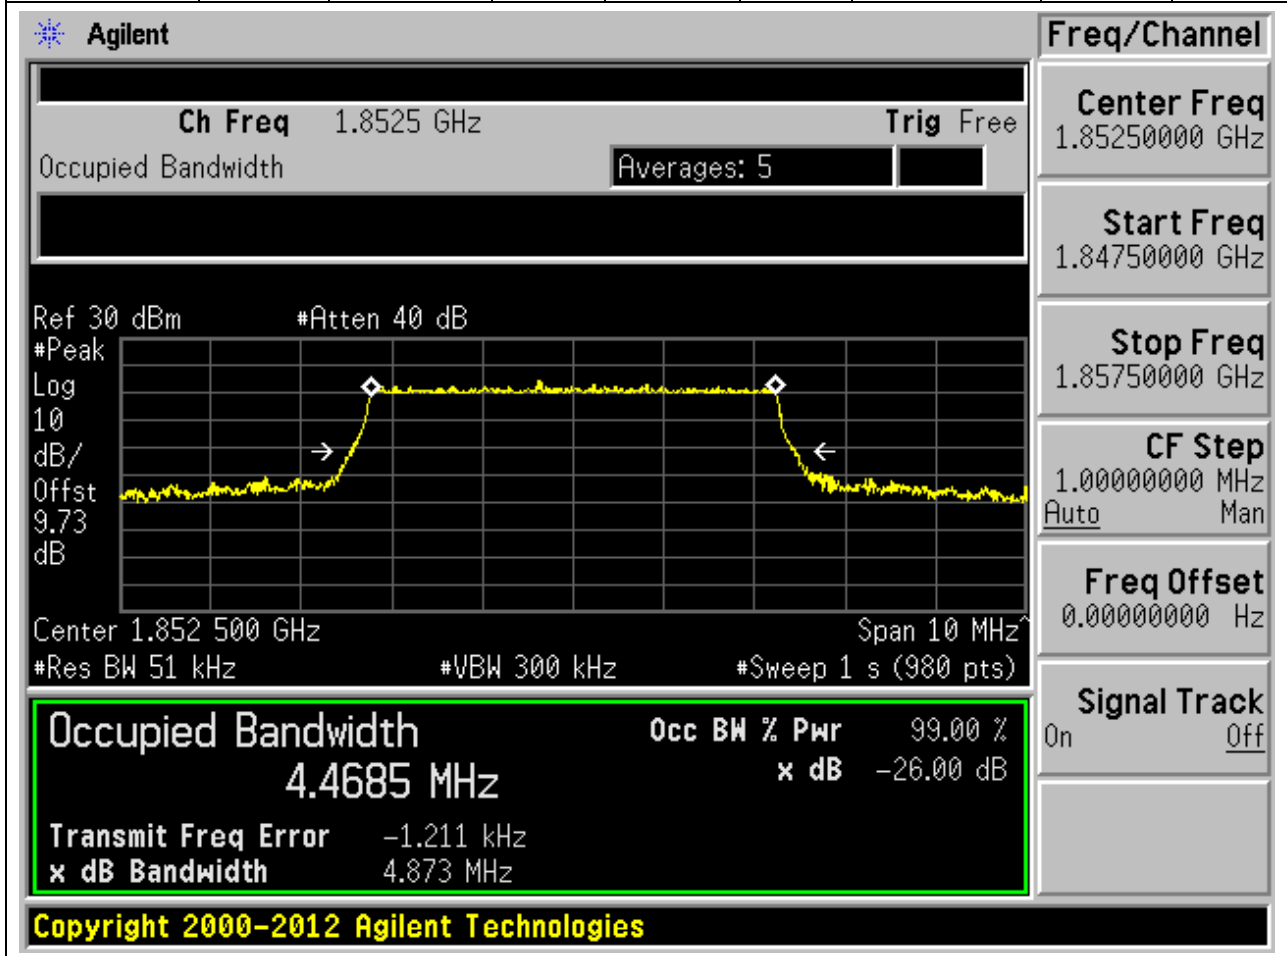 Agilent
Freq/Channel
Ch Freq 1.8525 GHz Trig Free
Occupied Bandwidth Averages: 5
Center Freq
1.85250000 GHz
Start Freq
1.84750000 GHz
Stop Freq
1.85750000 GHz
CF Step
1.00000000 MHz
Auto Man
Freq Offset
0.00000000 Hz
Signal Track
On Off
Ref 30 dBm #Atten 40 dB
#Peak
Log
10
dB/
Offst
9.73
dB
Center 1.852 500 GHz Span 10 MHz^
#Res BW 51 kHz #VBW 300 kHz #Sweep 1 s (980 pts)
Occupied Bandwidth Occ BW % Pwr 99.00 %
4.4685 MHz x dB -26.00 dB
Transmit Freq Error -1.211 kHz
x dB Bandwidth 4.873 MHz
Copyright 2000-2012 Agilent Technologies